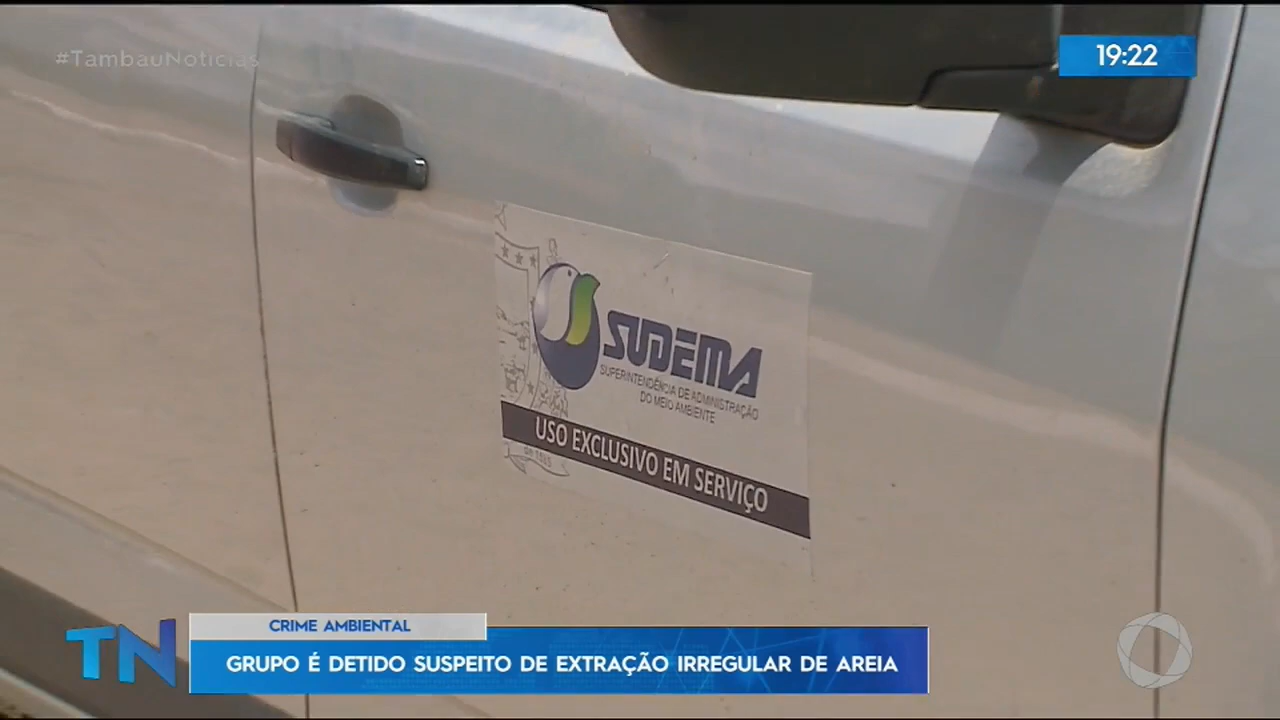 #TambauNoticias
19:22
SUDEMA
SUPERINTENDÊNCIA DE ADMINISTRAÇÃO
DO MEIO AMBIENTE
USO EXCLUSIVO EM SERVIÇO
CRIME AMBIENTAL
TN
GRUPO É DETIDO SUSPEITO DE EXTRAÇÃO IRREGULAR DE AREIA